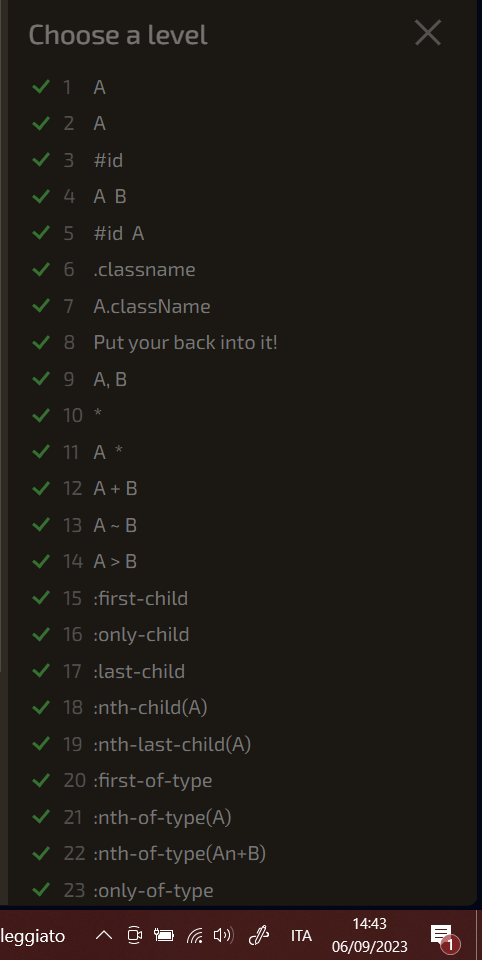 Choose a level
1 A
2 A
3 #id
4 A B
5 #id A
6 .classname
7 A.className
8 Put your back into it!
9 A, B
10 *
11 A *
12 A + B
13 A ~ B
14 A > B
15 :first-child
16 :only-child
17 :last-child
18 :nth-child(A)
19 :nth-last-child(A)
20 :first-of-type
21 :nth-of-type(A)
22 :nth-of-type(An+B)
23 :only-of-type
leggiato ITA 14:43 1
06/09/2023